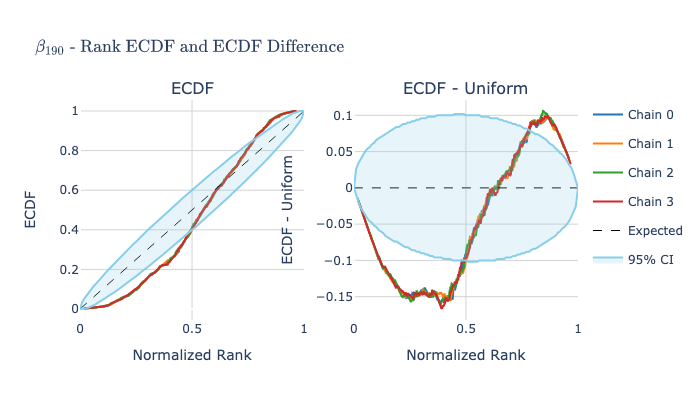 β190 - Rank ECDF and ECDF Difference
ECDF
ECDF - Uniform
ECDF
1
0.8
0.6
0.4
0.2
0
0
0.5
1
Normalized Rank
ECDF - Uniform
0.1
0.05
0
−0.05
−0.1
−0.15
0
0.5
1
Normalized Rank
Chain 0
Chain 1
Chain 2
Chain 3
Expected
95% CI